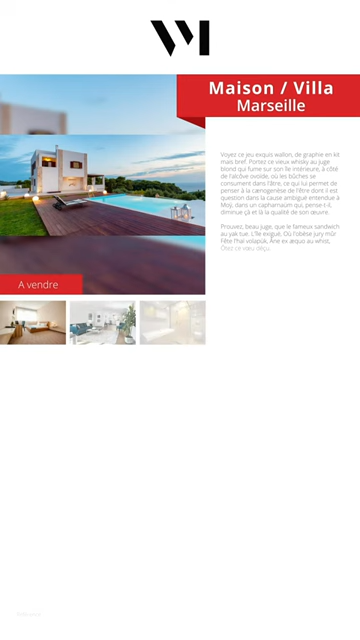 VM
Maison / Villa
Marseille
Voyez ce jeu exquis wallon, de graphie en kit
mais bref. Portez ce vieux whisky au juge
blond qui fume sur son île intérieure, à côté
de l'alcôve ovoïde, où les bûches se
consument dans l'âtre, ce qui lui permet de
penser à la cænogenèse de l'être dont il est
question dans la cause ambiguë entendue à
Moÿ, dans un capharnaüm qui, pense-t-il,
diminue çà et là la qualité de son œuvre.
Prouvez, beau juge, que le fameux sandwich
au yak tue. L'île exiguë, Où l'obèse jury mûr
Fête l'haï volapük, Âne ex æquo au whist,
Ôtez ce vœu déçu.
A vendre